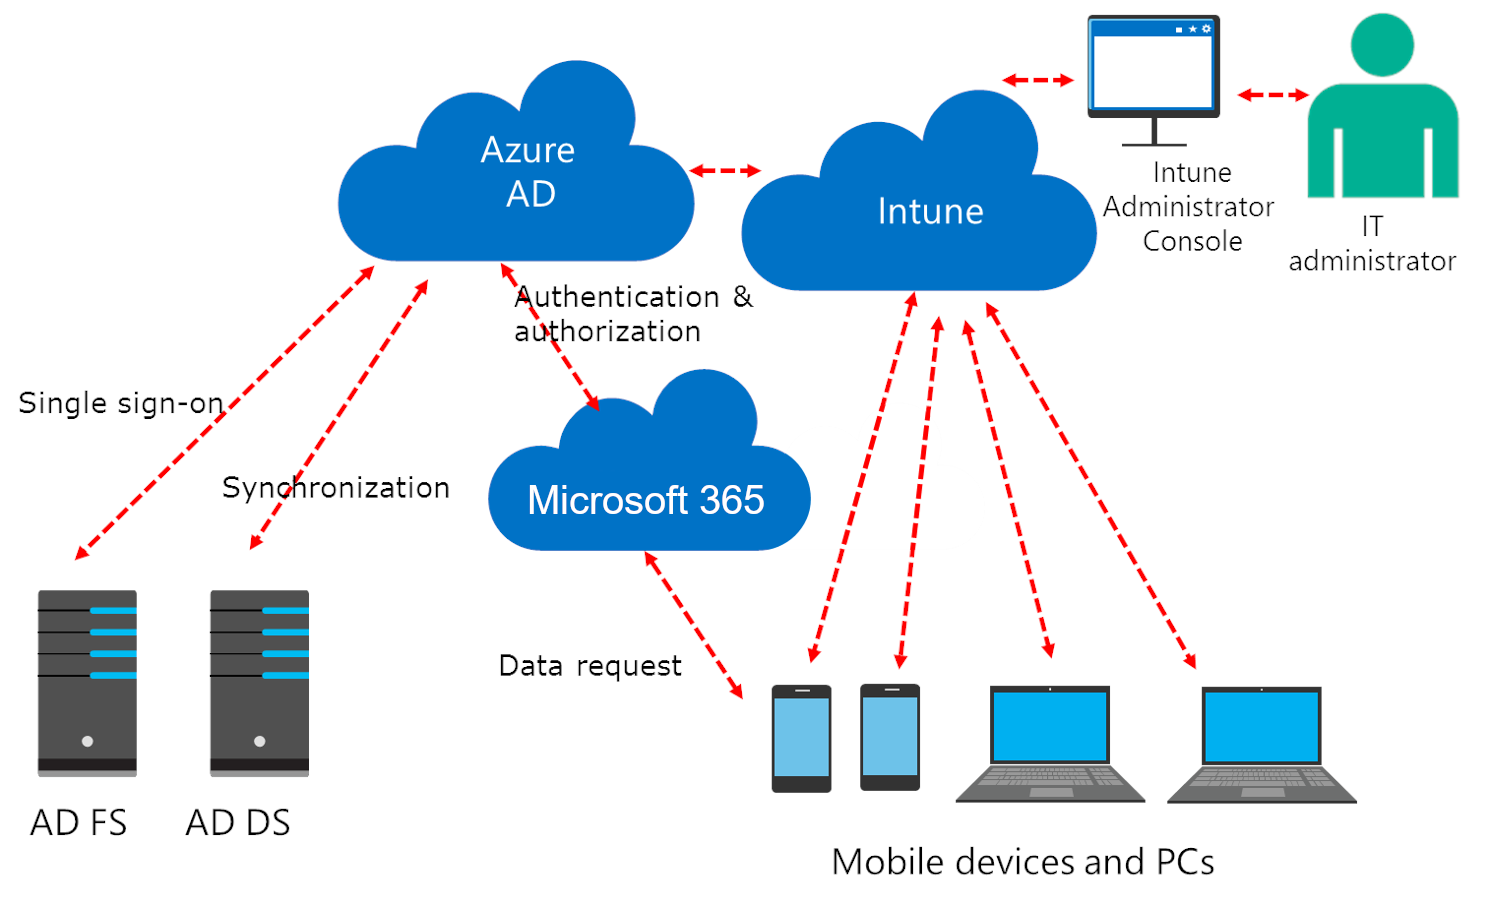 Azure
AD
Intune
Intune
Administrator
Console
IT
administrator
Authentication &
authorization
Single sign-on
Synchronization
Microsoft 365
Data request
AD FS
AD DS
Mobile devices and PCs